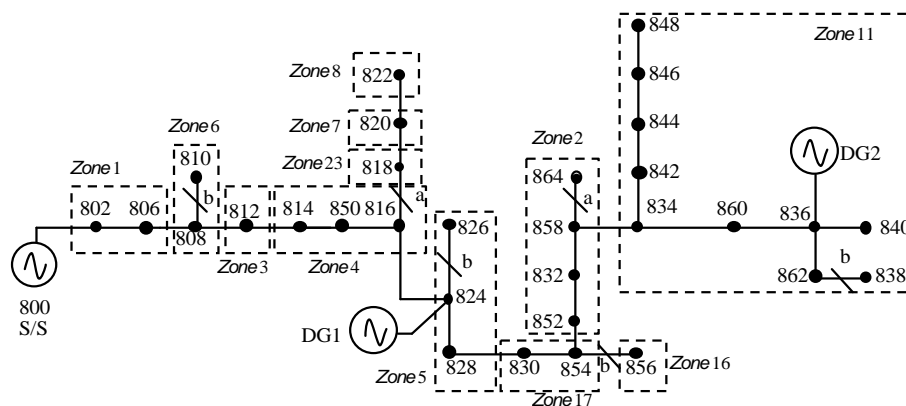 848
Zone 11
Zone 8
822
846
Zone 6
Zone 7
820
844
Zone 2
DG2
810
Zone 23
818
864
842
Zone 1
b
a
a
802
806
812
814
850
816
826
858
834
860
836
840
808
b
b
Zone 3
Zone 4
832
862
838
800
S/S
824
DG1
852
828
830
854
b
856
Zone 16
Zone 5
Zone 17